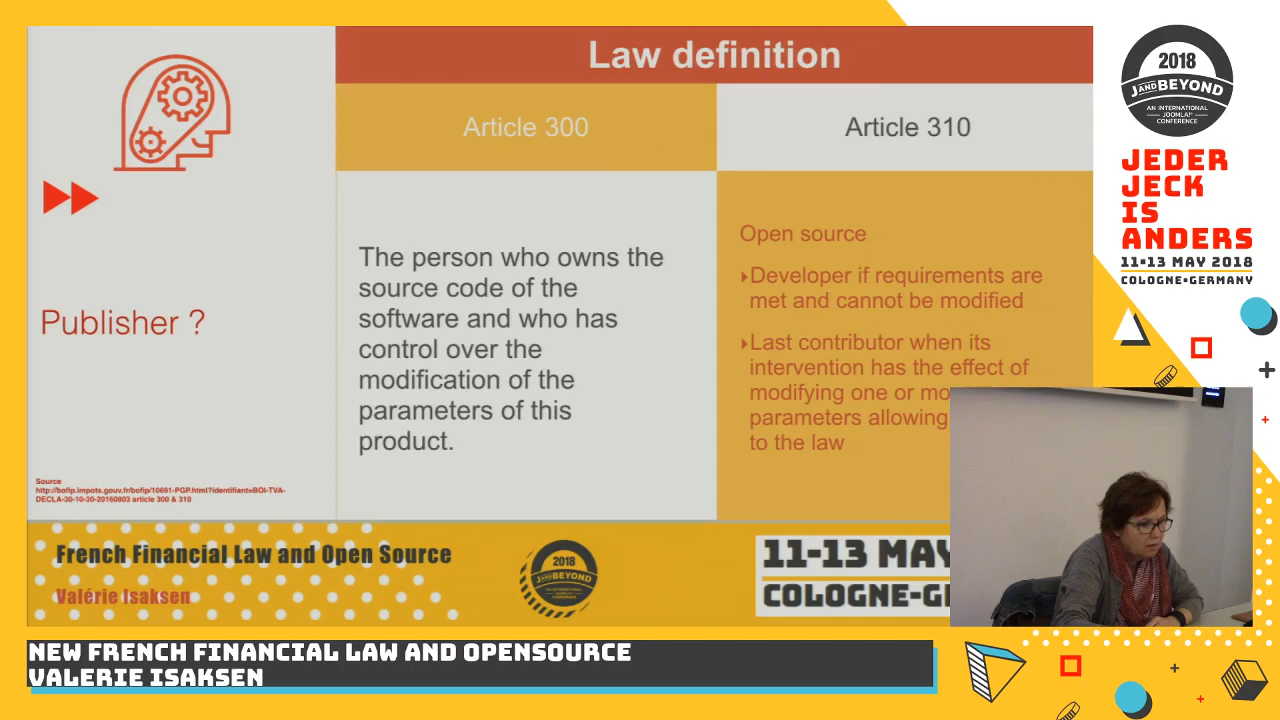 Law definition
Article 300
Article 310
Publisher ?
The person who owns the
source code of the
software and who has
control over the
modification of the
parameters of this
product.
Open source
Developer if requirements are
met and cannot be modified
Last contributor when its
intervention has the effect of
modifying one or mo
parameters allowing
to the law
Source
http://bofip.impots.gouv.fr/bofip/10691-PGP.html?identifiant=BOI-TVA-
DECLA-30-10-30-20160803 article 300 & 310
French Financial Law and Open Source
Valérie Isaksen
2018
J AND BEYOND
11-13 MAY
COLOGNE-GE
2018
J AND BEYOND
AN INTERNATIONAL
JOOMLA!®
CONFERENCE
JEDER
JECK
IS
ANDERS
11-13 MAY 2018
COLOGNE-GERMANY
NEW FRENCH FINANCIAL LAW AND OPENSOURCE
VALERIE ISAKSEN